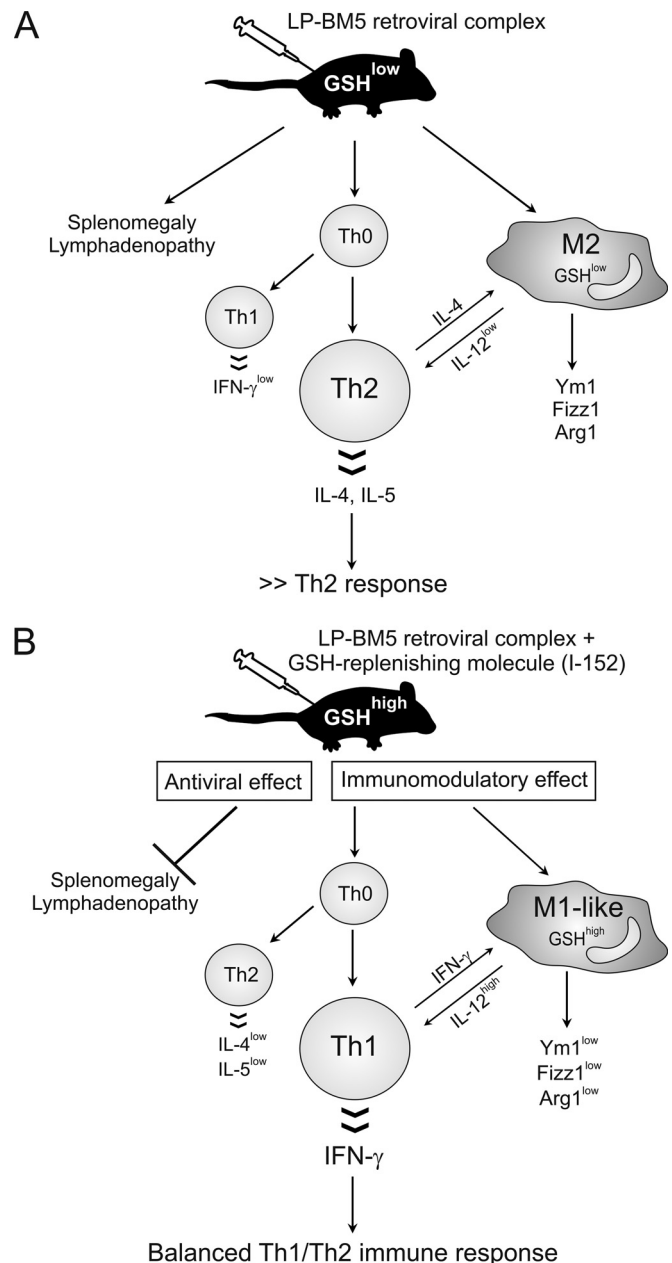 A
LP-BM5 retroviral complex
GSHlow
Splenomegaly
Lymphadenopathy
Th0
M2
GSHlow
Th1
IFN-γlow
IL-4
IL-12low
Th2
Ym1
Fizz1
Arg1
IL-4, IL-5
>> Th2 response
B
LP-BM5 retroviral complex +
GSH-replenishing molecule (I-152)
GSHhigh
Antiviral effect
Immunomodulatory effect
Splenomegaly
Lymphadenopathy
Th0
M1-like
GSHhigh
Th2
IL-4low
IL-5low
IFN-γ
IL-12high
Th1
Ym1low
Fizz1low
Arg1low
IFN-γ
Balanced Th1/Th2 immune response